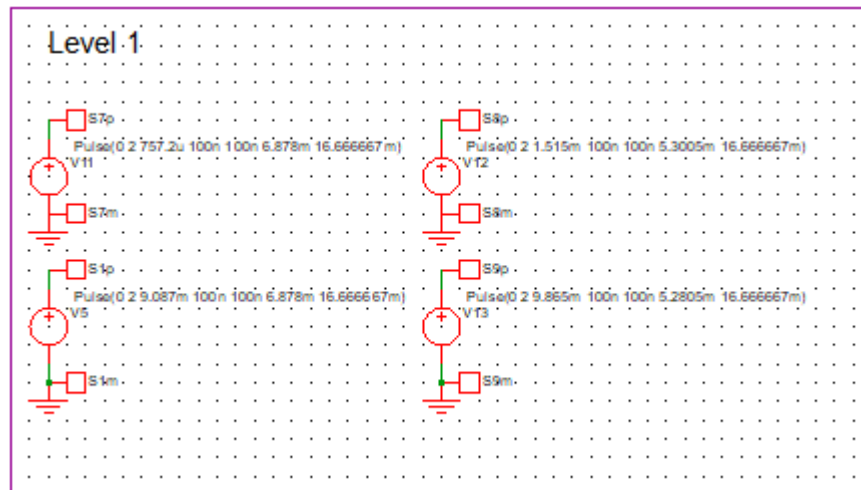 Level 1
S7p
Pulse(0 2 757.2u 100n 100n 6.878m 16.666667m)
V11
S7m
S8p
Pulse(0 2 1.515m 100n 100n 5.3005m 16.666667m)
V12
S8m
S1p
Pulse(0 2 9.087m 100n 100n 6.878m 16.666667m)
V5
S1m
S9p
Pulse(0 2 9.865m 100n 100n 5.2805m 16.666667m)
V13
S9m